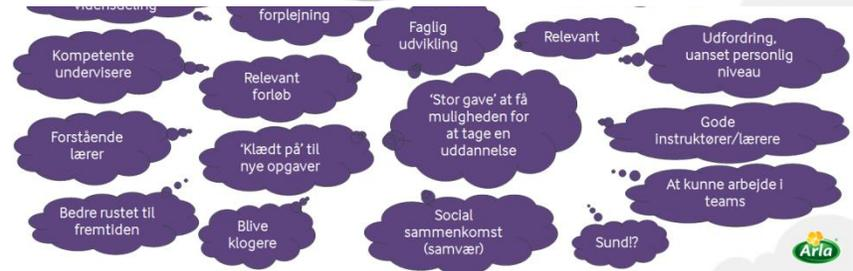 Vidensdeling
forplejning
Faglig
udvikling
Relevant
Udfordring,
uanset personlig
niveau
Kompetente
undervisere
Relevant
forløb
'Stor gave' at få
muligheden for
at tage en
uddannelse
Gode
instruktører/lærere
Forstående
lærer
'Klædt på' til
nye opgaver
At kunne arbejde i
teams
Bedre rustet til
fremtiden
Blive
klogere
Social
sammenkomst
(samvær)
Sund!?
Arla